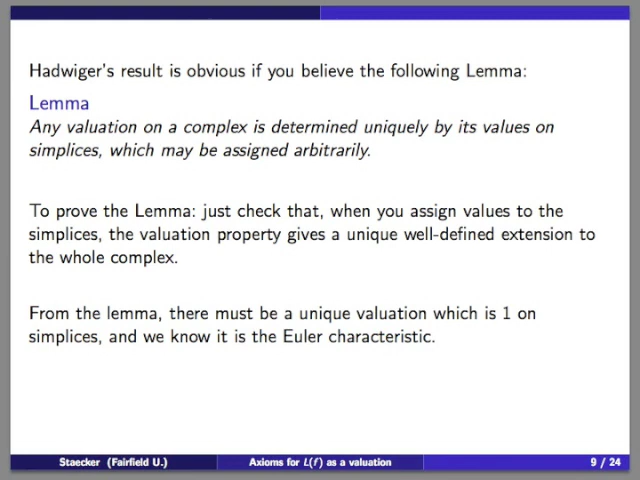 Hadwiger's result is obvious if you believe the following Lemma:
Lemma
Any valuation on a complex is determined uniquely by its values on
simplices, which may be assigned arbitrarily.
To prove the Lemma: just check that, when you assign values to the
simplices, the valuation property gives a unique well-defined extension to
the whole complex.
From the lemma, there must be a unique valuation which is 1 on
simplices, and we know it is the Euler characteristic.
Staecker (Fairfield U.) Axioms for L(f) as a valuation 9 / 24